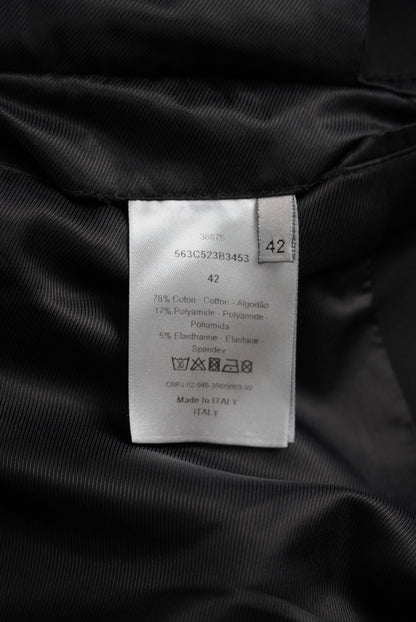 38875
563C523B3453
42
42
78% Coton - Cotton - Algodão
17% Polyamide - Polyamide -
Poliamida
5% Elasthanne - Elastane -
Spandex
Made in ITALY
ITALY